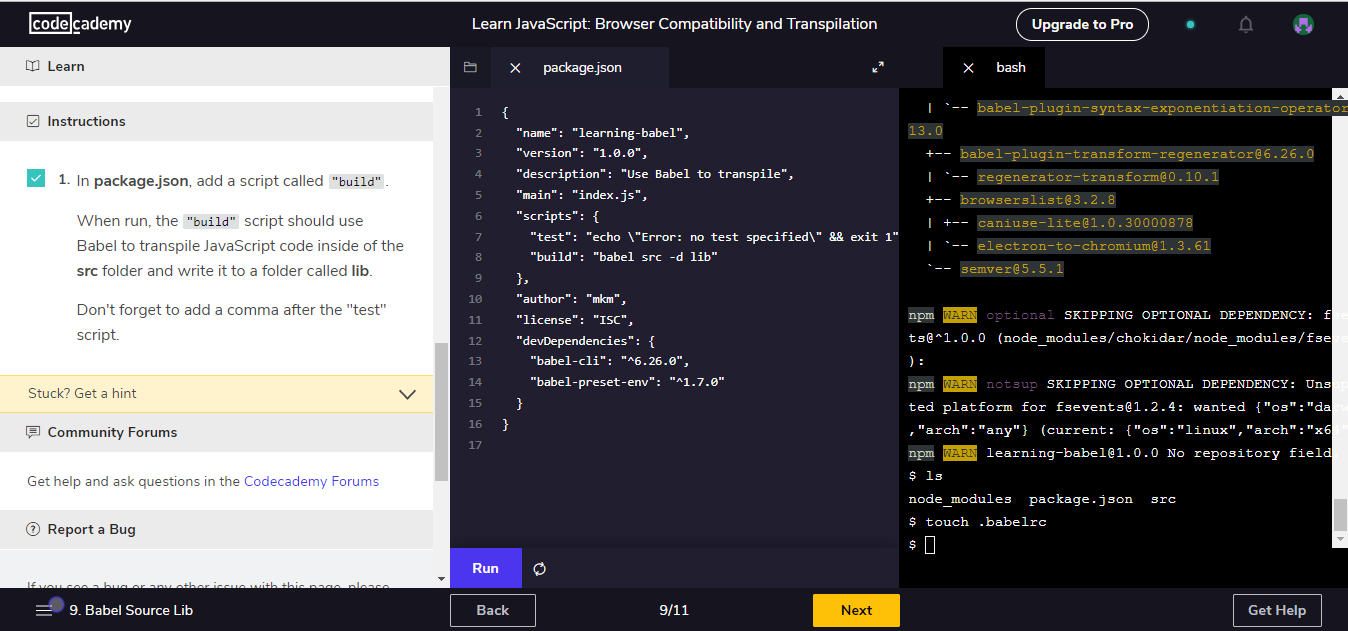 codecademy
Learn JavaScript: Browser Compatibility and Transpilation
Upgrade to Pro
Learn
Instructions
1. In package.json, add a script called "build".
When run, the "build" script should use
Babel to transpile JavaScript code inside of the
src folder and write it to a folder called lib.
Don't forget to add a comma after the "test"
script.
Stuck? Get a hint
Community Forums
Get help and ask questions in the Codecademy Forums
Report a Bug
If you see a bug or any other issue with this page, please
package.json
1 {
2 "name": "learning-babel",
3 "version": "1.0.0",
4 "description": "Use Babel to transpile",
5 "main": "index.js",
6 "scripts": {
7 "test": "echo \"Error: no test specified\" && exit 1"
8 "build": "babel src -d lib"
9 },
10 "author": "mkm",
11 "license": "ISC",
12 "devDependencies": {
13 "babel-cli": "^6.26.0",
14 "babel-preset-env": "^1.7.0"
15 }
16 }
17
Run
bash
| `-- babel-plugin-syntax-exponentiation-operator
13.0
+-- babel-plugin-transform-regenerator@6.26.0
| `-- regenerator-transform@0.10.1
+-- browserslist@3.2.8
| +-- caniuse-lite@1.0.30000878
| `-- electron-to-chromium@1.3.61
`-- semver@5.5.1
npm WARN optional SKIPPING OPTIONAL DEPENDENCY: fse
ts@^1.0.0 (node_modules/chokidar/node_modules/fseve
):
npm WARN notsup SKIPPING OPTIONAL DEPENDENCY: Unsup
ted platform for fsevents@1.2.4: wanted {"os":"darw
,"arch":"any"} (current: {"os":"linux","arch":"x64"
npm WARN learning-babel@1.0.0 No repository field.
$ ls
node_modules package.json src
$ touch .babelrc
$
9. Babel Source Lib
Back
9/11
Next
Get Help